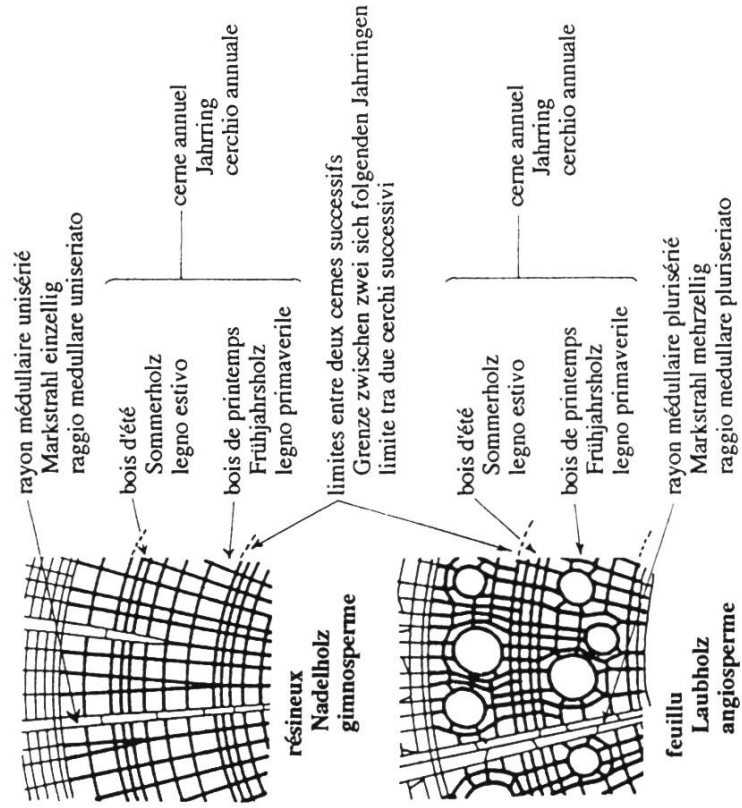 rayon médullaire unisérié
Markstrahl einzellig
raggio medullare uniseriato
bois d'été
Sommerholz
legno estivo
cerne annuel
Jahrring
cerchio annuale
bois de printemps
Frühjahrsholz
legno primaverile
résineux
Nadelholz
gimnosperme
limites entre deux cernes successifs
Grenze zwischen zwei sich folgenden Jahrringen
limite tra due cerchi successivi
bois d'été
Sommerholz
legno estivo
cerne annuel
Jahrring
cerchio annuale
bois de printemps
Frühjahrsholz
legno primaverile
feuillu
Laubholz
angiosperme
rayon médullaire plurisérié
Markstrahl mehrzellig
raggio medullare pluriseriato